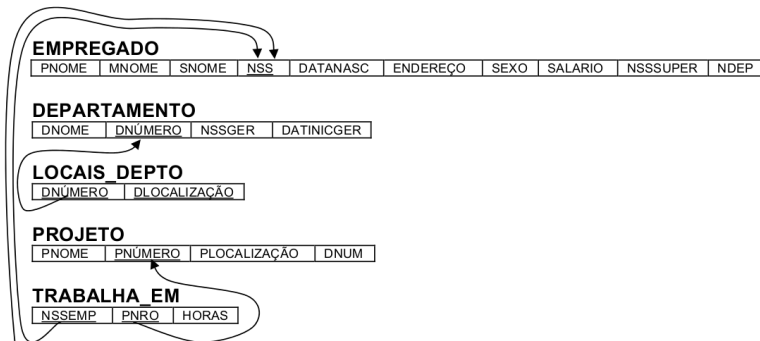 EMPREGADO
PNOME MNOME SNOME NSS DATANASC ENDEREÇO SEXO SALARIO NSSSUPER NDEP
DEPARTAMENTO
DNOME DNÚMERO NSSGER DATINICGER
LOCAIS_DEPTO
DNÚMERO DLOCALIZAÇÃO
PROJETO
PNOME PNÚMERO PLOCALIZAÇÃO DNUM
TRABALHA_EM
NSSEMP PNRO HORAS